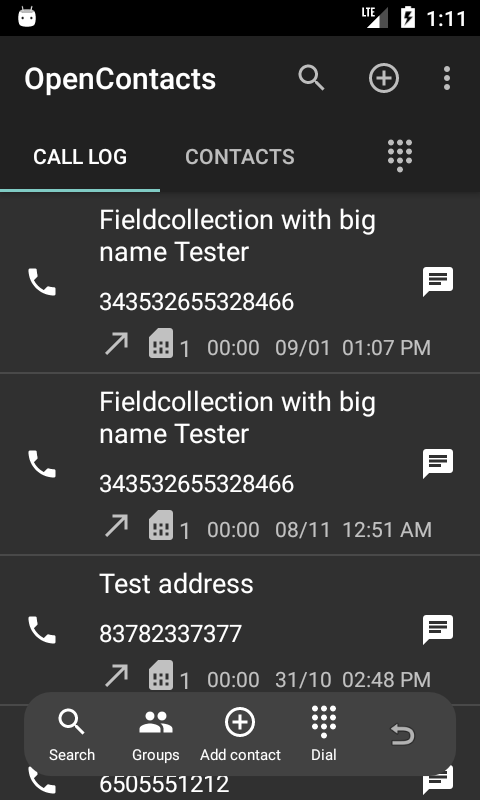 LTE 1:11
OpenContacts
CALL LOG CONTACTS
Fieldcollection with big
name Tester
343532655328466
1 00:00 09/01 01:07 PM
Fieldcollection with big
name Tester
343532655328466
1 00:00 08/11 12:51 AM
Test address
83782337377
1 00:00 31/10 02:48 PM
Search Groups Add contact Dial
6505551212